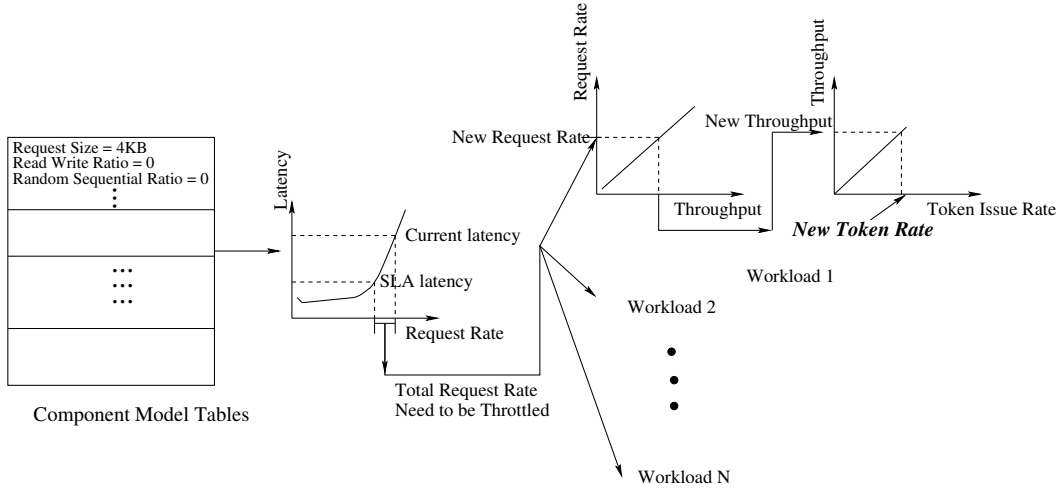 Request Size = 4KB
Read Write Ratio = 0
Random Sequential Ratio = 0
Component Model Tables
Latency
Current latency
SLA latency
Request Rate
Total Request Rate
Need to be Throttled
Request Rate
New Request Rate
Throughput
Throughput
New Throughput
Token Issue Rate
New Token Rate
Workload 1
Workload 2
Workload N